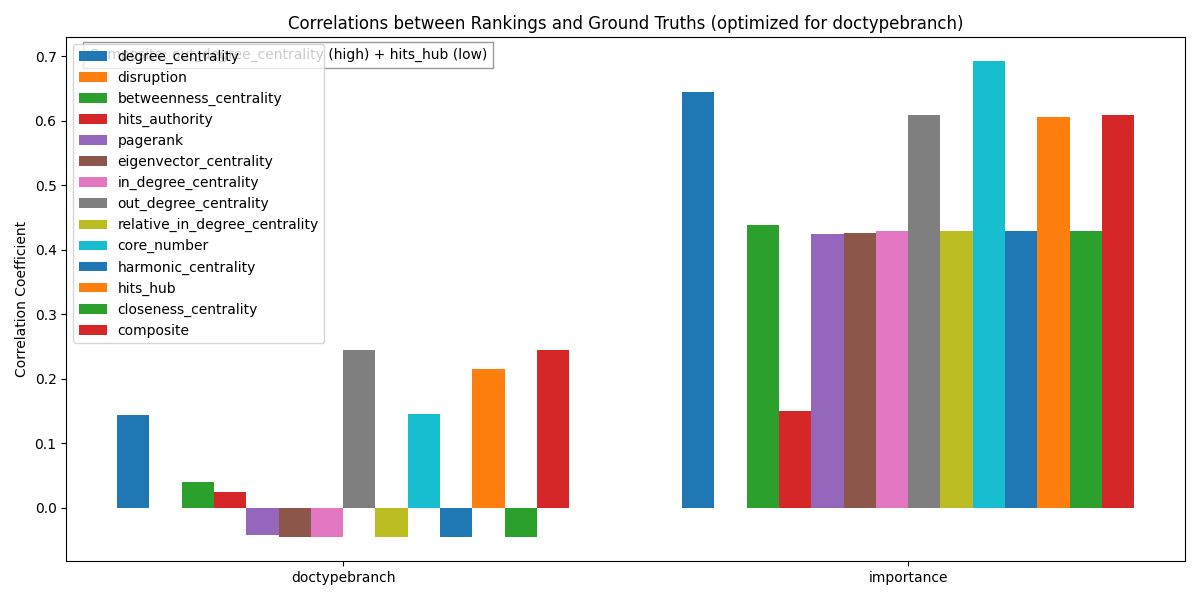 Correlations between Rankings and Ground Truths (optimized for doctypebranch)
Composite: out_degree_centrality (high) + hits_hub (low)
degree_centrality
disruption
betweenness_centrality
hits_authority
pagerank
eigenvector_centrality
in_degree_centrality
out_degree_centrality
relative_in_degree_centrality
core_number
harmonic_centrality
hits_hub
closeness_centrality
composite
Correlation Coefficient
0.7
0.6
0.5
0.4
0.3
0.2
0.1
0.0
doctypebranch
importance